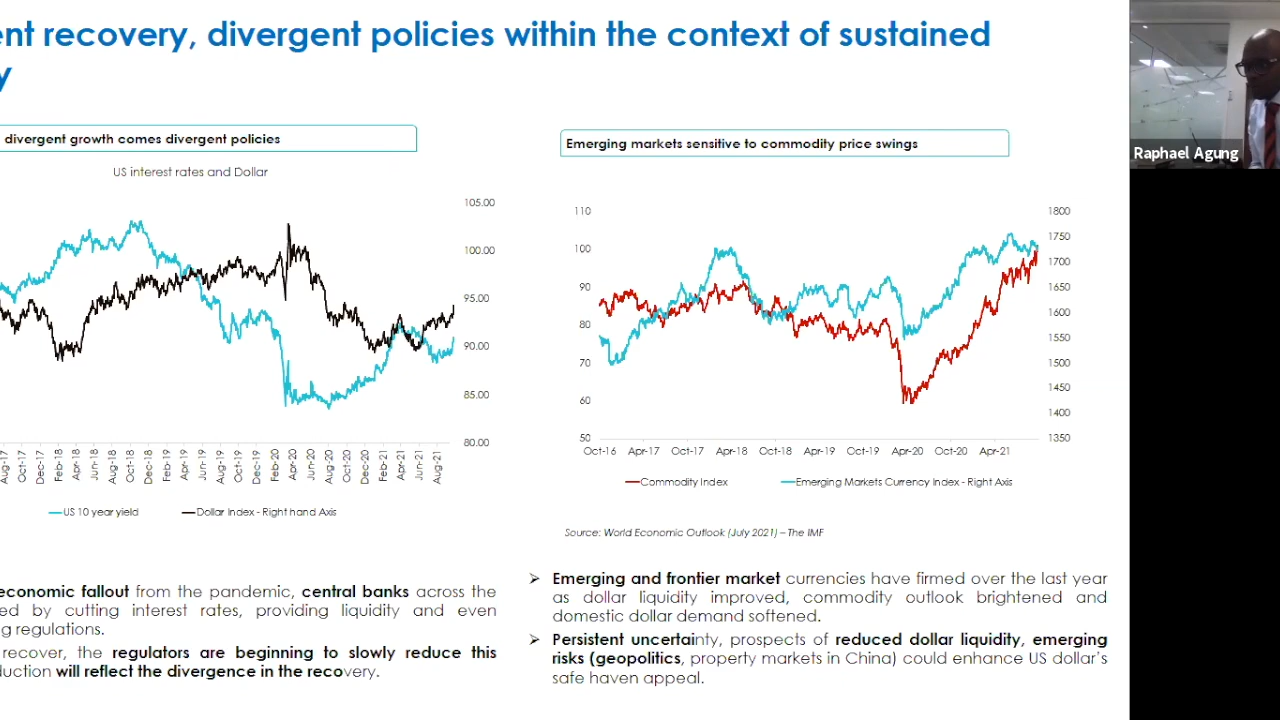 ent recovery, divergent policies within the context of sustained
y
divergent growth comes divergent policies
US interest rates and Dollar
105.00
100.00
95.00
90.00
85.00
80.00
Aug-17
Oct-17
Dec-17
Feb-18
Apr-18
Jun-18
Aug-18
Oct-18
Dec-18
Feb-19
Apr-19
Jun-19
Aug-19
Oct-19
Dec-19
Feb-20
Apr-20
Jun-20
Aug-20
Oct-20
Dec-20
Feb-21
Apr-21
Jun-21
Aug-21
US 10 year yield
Dollar Index - Right hand Axis
economic fallout from the pandemic, central banks across the
ed by cutting interest rates, providing liquidity and even
g regulations.
recover, the regulators are beginning to slowly reduce this
duction will reflect the divergence in the recovery.
Emerging markets sensitive to commodity price swings
110
100
90
80
70
60
50
1800
1750
1700
1650
1600
1550
1500
1450
1400
1350
Oct-16
Apr-17
Oct-17
Apr-18
Oct-18
Apr-19
Oct-19
Apr-20
Oct-20
Apr-21
Commodity Index
Emerging Markets Currency Index - Right Axis
Source: World Economic Outlook (July 2021) – The IMF
➢ Emerging and frontier market currencies have firmed over the last year
as dollar liquidity improved, commodity outlook brightened and
domestic dollar demand softened.
➢ Persistent uncertainty, prospects of reduced dollar liquidity, emerging
risks (geopolitics, property markets in China) could enhance US dollar's
safe haven appeal.
Raphael Agung